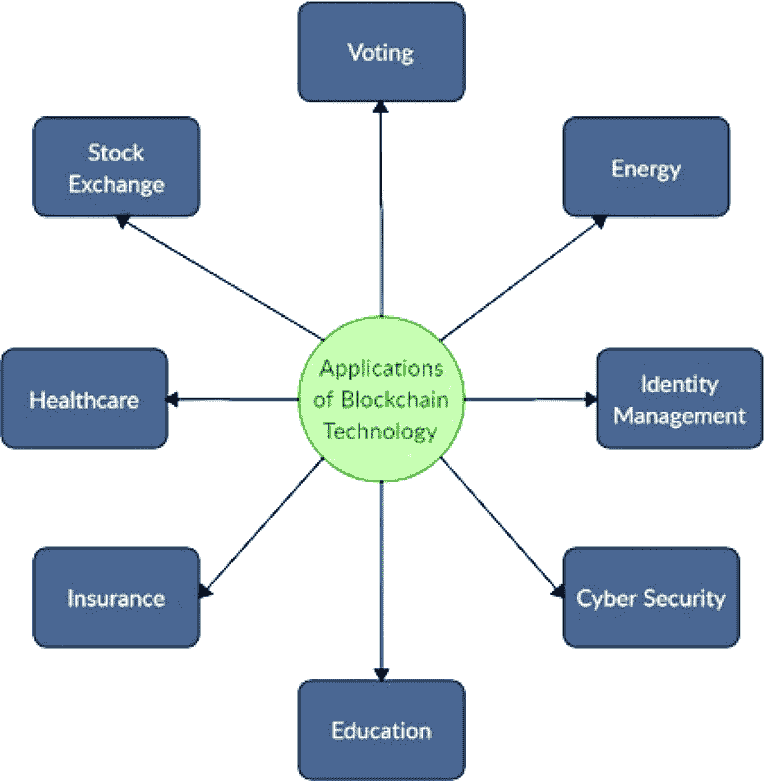 Voting
Stock
Exchange
Energy
Applications
of Blockchain
Technology
Healthcare
Identity
Management
Insurance
Cyber Security
Education